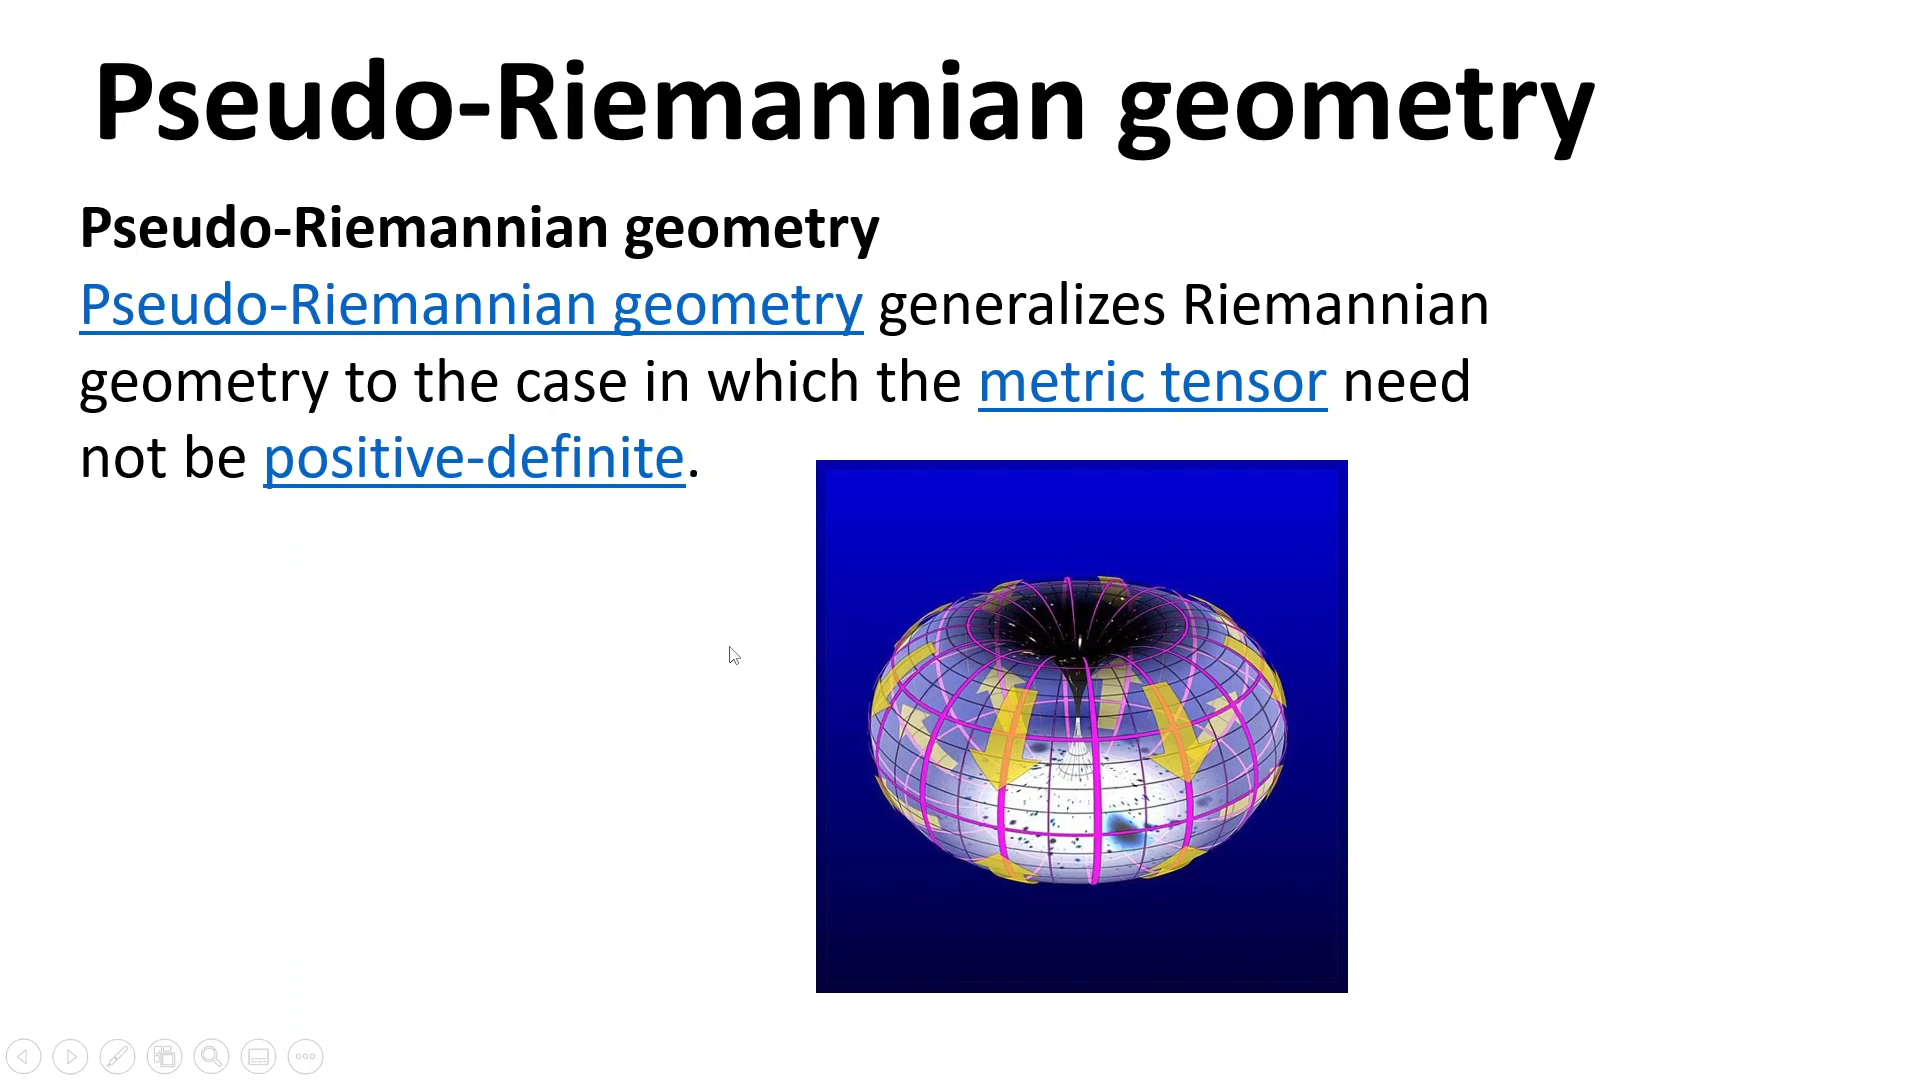 Pseudo-Riemannian geometry
Pseudo-Riemannian geometry
Pseudo-Riemannian geometry generalizes Riemannian
geometry to the case in which the metric tensor need
not be positive-definite.